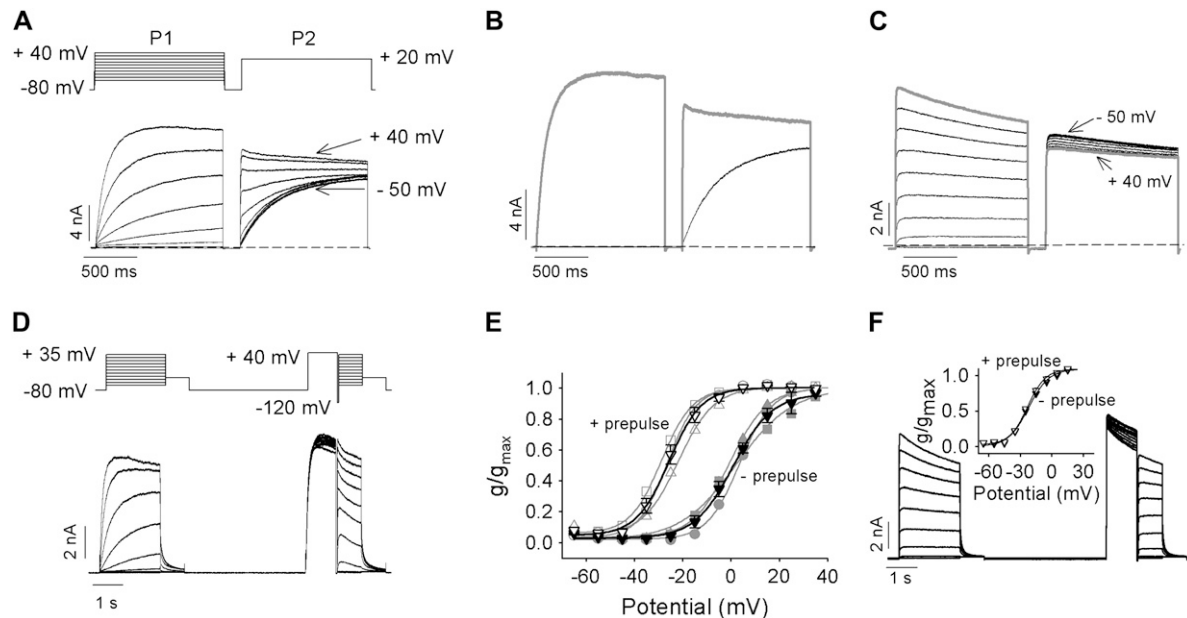 A
P1 P2
+ 40 mV
+ 20 mV
-80 mV
+ 40 mV
- 50 mV
4 nA
500 ms
B
4 nA
500 ms
C
- 50 mV
+ 40 mV
2 nA
500 ms
D
+ 35 mV
+ 40 mV
-80 mV
-120 mV
2 nA
1 s
E
g/gmax
1.0
0.8
0.6
0.4
0.2
0.0
+ prepulse
- prepulse
-60 -40 -20 0 20 40
Potential (mV)
F
g/gmax
1.0
0.5
0.0
+ prepulse
- prepulse
-60 -30 0 30
Potential (mV)
2 nA
1 s